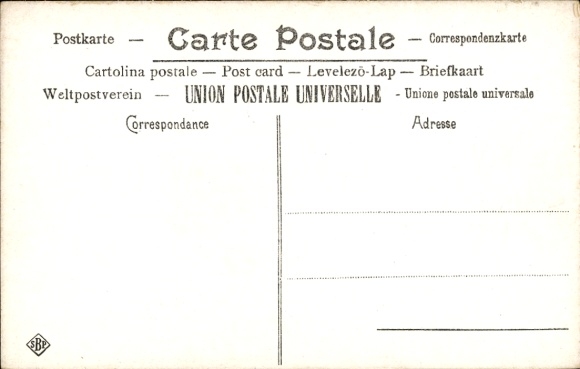 Postkarte — Carte Postale — Correspondenzkarte
Cartolina postale — Post card — Levelezö-Lap — Briefkaart
Weltpostverein — UNION POSTALE UNIVERSELLE - Unione postale universale
Correspondance
Adresse
SBP